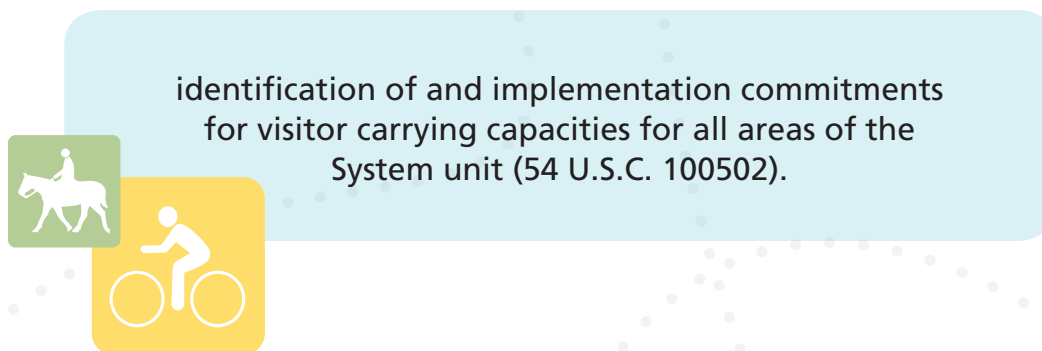 identification of and implementation commitments
for visitor carrying capacities for all areas of the
System unit (54 U.S.C. 100502).